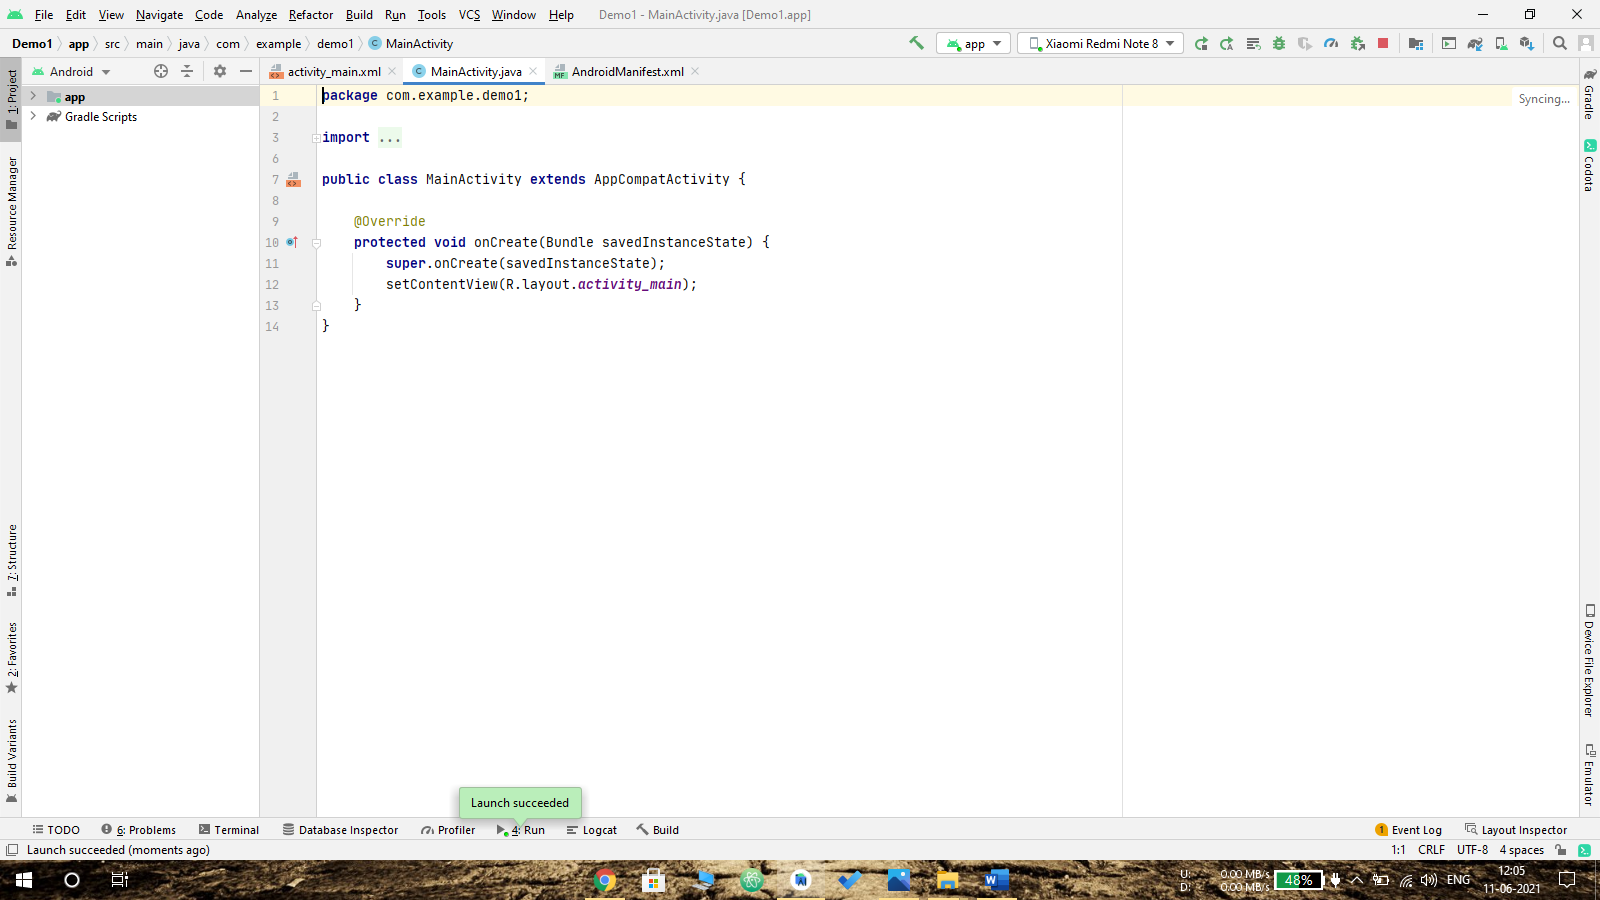 File Edit View Navigate Code Analyze Refactor Build Run Tools VCS Window Help Demo1 - MainActivity.java [Demo1.app]
Demo1 app src main java com example demo1 C MainActivity app Xiaomi Redmi Note 8
Android
activity_main.xml C MainActivity.java MF AndroidManifest.xml
1: Project
Resource Manager
7: Structure
2: Favorites
Build Variants
app
Gradle Scripts
1 package com.example.demo1;
2
3 import ...
6
7 public class MainActivity extends AppCompatActivity {
8
9 @Override
10 protected void onCreate(Bundle savedInstanceState) {
11 super.onCreate(savedInstanceState);
12 setContentView(R.layout.activity_main);
13 }
14 }
Syncing...
Gradle
Codota
Device File Explorer
Emulator
Launch succeeded
TODO 6: Problems Terminal Database Inspector Profiler 4: Run Logcat Build 1 Event Log Layout Inspector
Launch succeeded (moments ago) 1:1 CRLF UTF-8 4 spaces
U: 0.00 MB/s
D: 0.00 MB/s
48%
ENG
12:05
11-06-2021